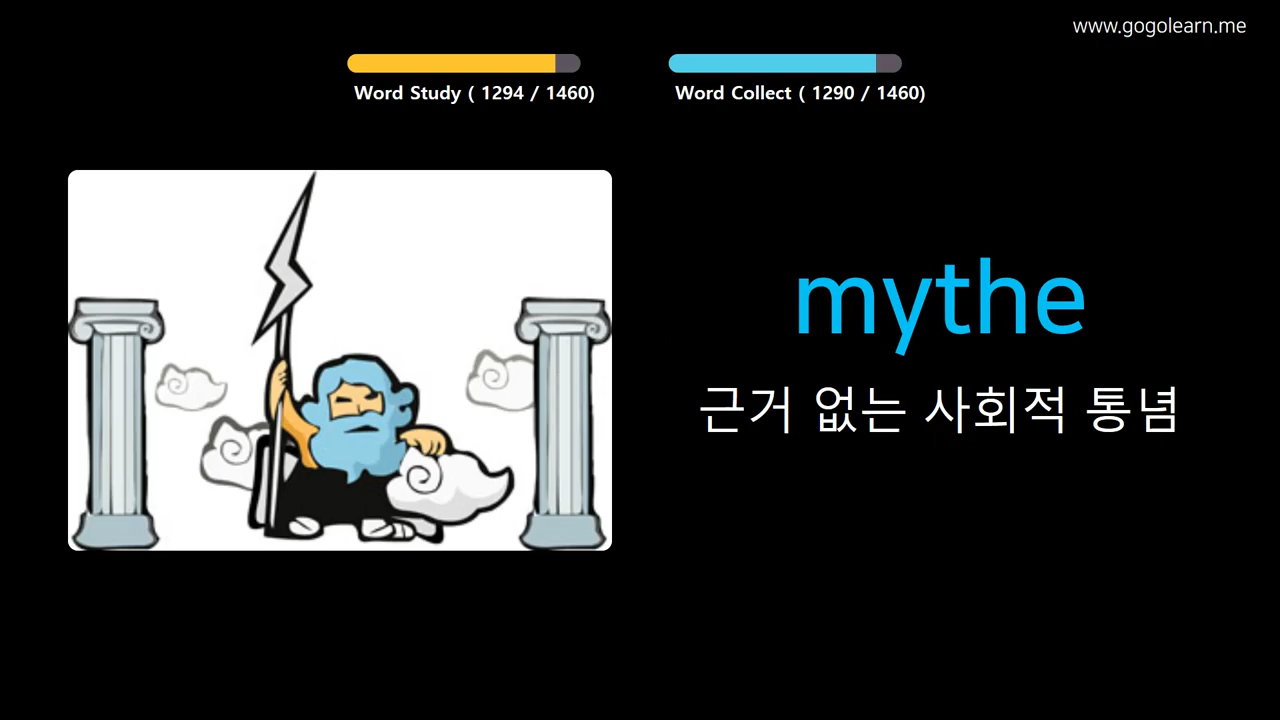 www.gogolearn.me
Word Study ( 1294 / 1460)
Word Collect ( 1290 / 1460)
mythe
근거 없는 사회적 통념